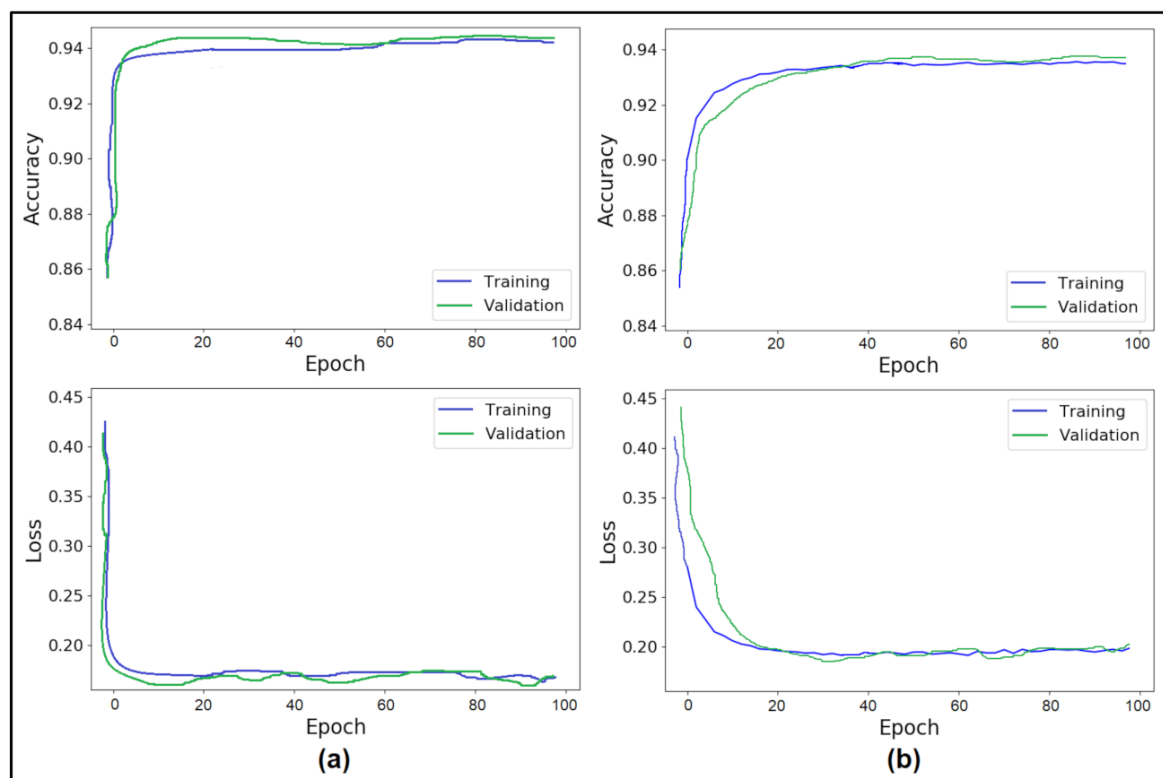 0.94
0.92
0.90
0.88
0.86
0.84
Accuracy
Training
Validation
0 20 40 60 80 100
Epoch
0.94
0.92
0.90
0.88
0.86
0.84
Accuracy
Training
Validation
0 20 40 60 80 100
Epoch
0.45
0.40
0.35
0.30
0.25
0.20
Loss
Training
Validation
0 20 40 60 80 100
Epoch
(a)
0.45
0.40
0.35
0.30
0.25
0.20
Loss
Training
Validation
0 20 40 60 80 100
Epoch
(b)